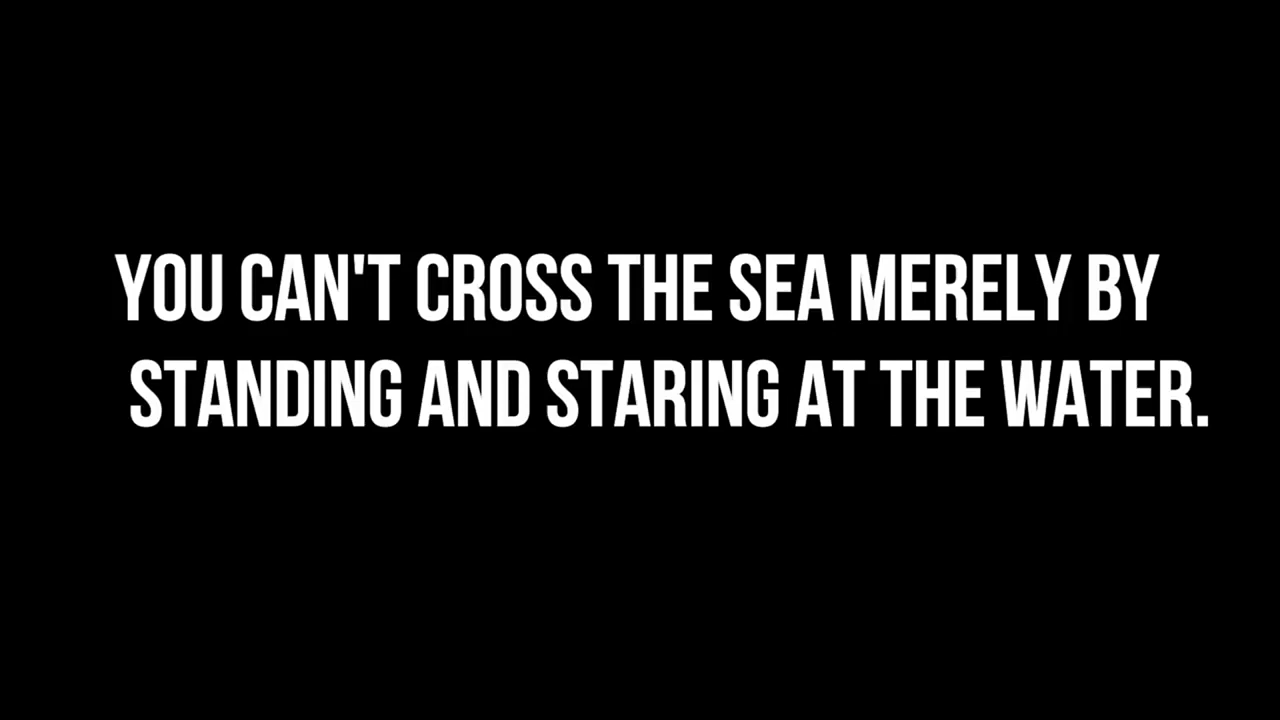 YOU CAN'T CROSS THE SEA MERELY BY
STANDING AND STARING AT THE WATER.